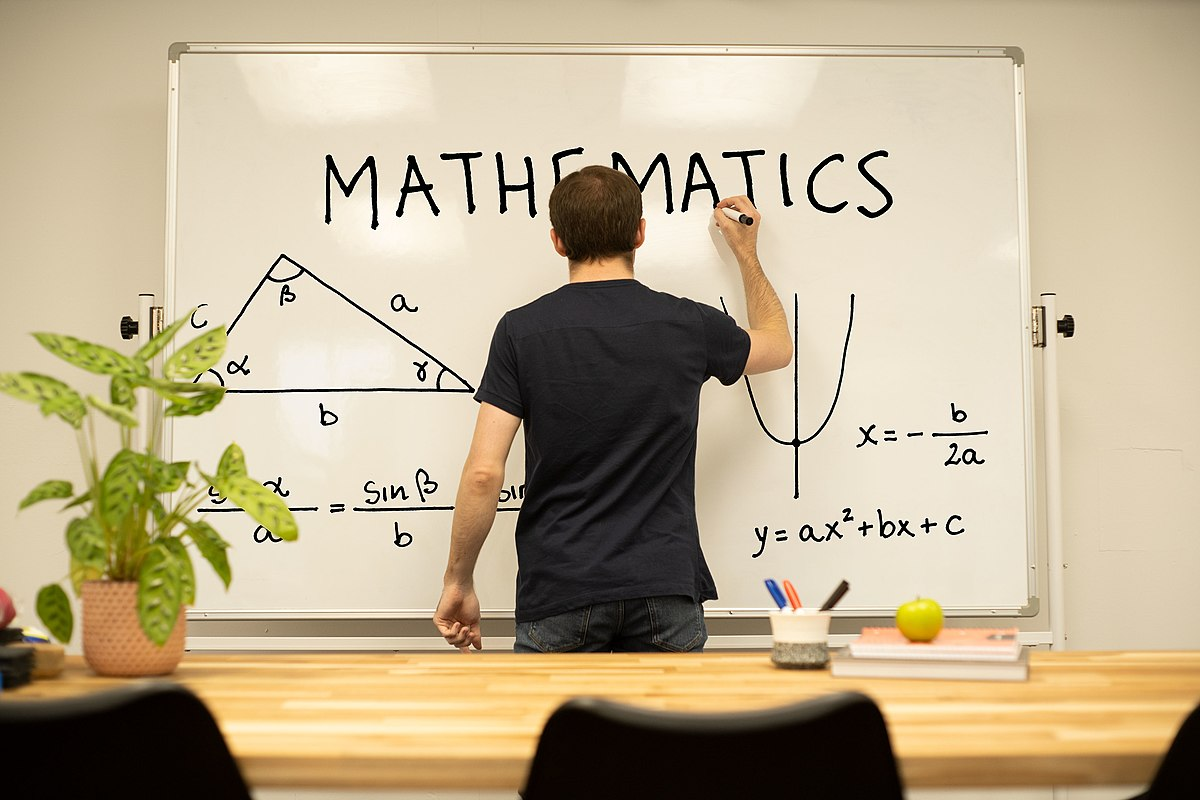 MATHEMATICS
c
β
a
α
γ
b
α/a = sin β/b
x = - b/2a
y = ax² + bx + c